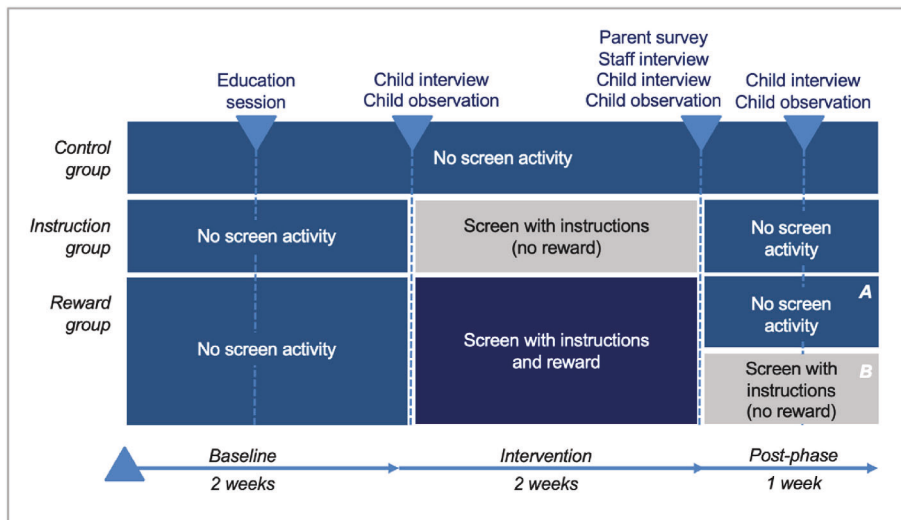 Parent survey
Staff interview
Education
session
Child interview
Child observation
Child interview
Child observation
Child interview
Child observation
Control
group
No screen activity
Instruction
group
No screen activity
Screen with instructions
(no reward)
No screen
activity
Reward
group
No screen activity
Screen with instructions
and reward
No screen
activity
A
Screen with
instructions
(no reward)
B
Baseline
2 weeks
Intervention
2 weeks
Post-phase
1 week